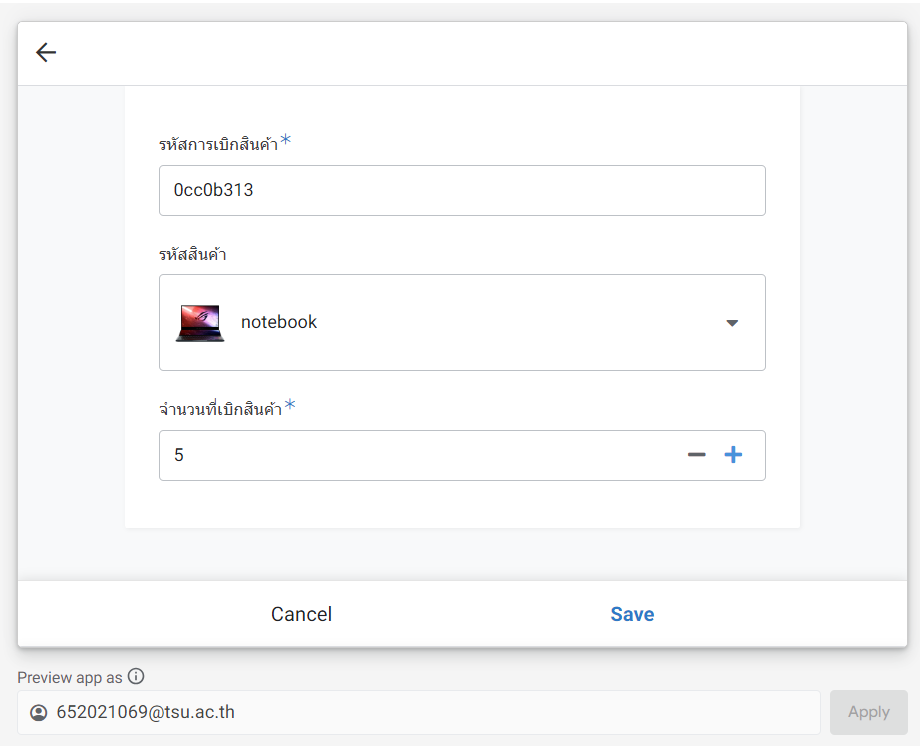 รหัสการเบิกสินค้า*
0cc0b313
รหัสสินค้า
notebook
จำนวนที่เบิกสินค้า*
5
Cancel
Save
Preview app as
652021069@tsu.ac.th
Apply